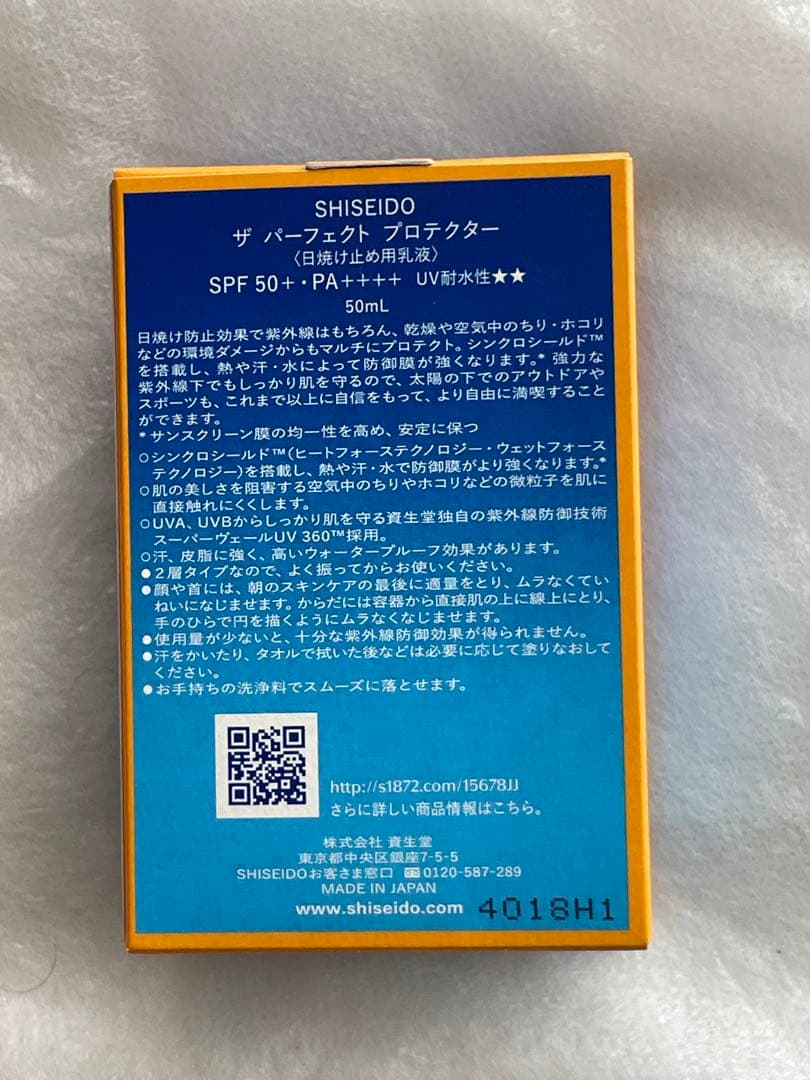 SHISEIDO
ザ パーフェクト プロテクター
〈日焼け止め用乳液〉
SPF 50+・PA++++ UV耐水性★★
50mL
日焼け防止効果で紫外線はもちろん、乾燥や空気中のちり・ホコリ
などの環境ダメージからもマルチにプロテクト。シンクロシールド™
を搭載し、熱や汗・水によって防御膜が強くなります。* 強力な
紫外線下でもしっかり肌を守るので、太陽の下でのアウトドアや
スポーツも、これまで以上に自信をもって、より自由に満喫すること
ができます。
*サンスクリーン膜の均一性を高め、安定に保つ
○シンクロシールド™(ヒートフォーステクノロジー・ウェットフォース
テクノロジー)を搭載し、熱や汗・水で防御膜がより強くなります。*
○肌の美しさを阻害する空気中のちりやホコリなどの微粒子を肌に
直接触れにくくします。
○UVA、UVBからしっかり肌を守る資生堂独自の紫外線防御技術
スーパーヴェールUV 360™採用。
○汗、皮脂に強く、高いウォータープルーフ効果があります。
●2層タイプなので、よく振ってからお使いください。
●顔や首には、朝のスキンケアの最後に適量をとり、ムラなくてい
ねいになじませます。からだには容器から直接肌の上に線上にとり、
手のひらで円を描くようにムラなくなじませます。
●使用量が少ないと、十分な紫外線防御効果が得られません。
●汗をかいたり、タオルで拭いた後などは必要に応じて塗りなおして
ください。
●お手持ちの洗浄料でスムーズに落とせます。
http://s1872.com/15678JJ
さらに詳しい商品情報はこちら。
株式会社 資生堂
東京都中央区銀座7-5-5
SHISEIDOお客さま窓口 0120-587-289
MADE IN JAPAN
www.shiseido.com 4018H1